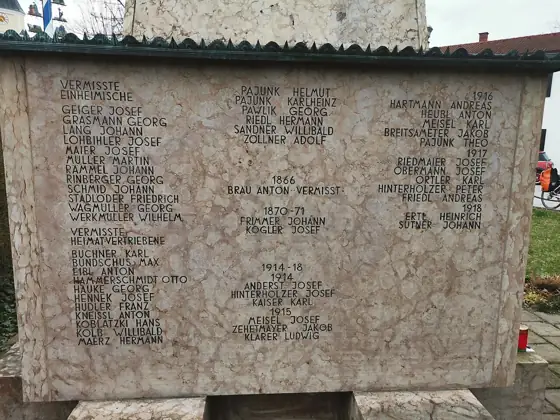 VERMISSTE
EINHEIMISCHE
GEIGER JOSEF
GRASMANN GEORG
LANG JOHANN
LOHBIHLER JOSEF
MAIER JOSEF
MÜLLER MARTIN
RAMMEL JOHANN
RINBERGER GEORG
SCHMID JOHANN
STADLODER FRIEDRICH
WAGMÜLLER GEORG
WERKMÜLLER WILHELM
VERMISSTE
HEIMATVERTRIEBENE
BUCHNER KARL
BUNDSCHUS MAX
EIBL ANTON
HAMMERSCHMIDT OTTO
HAUKE GEORG
HENNEK JOSEF
HUDLER FRANZ
KNEISSL ANTON
KOBLATZKI HANS
KOLB WILLIBALD
MAERZ HERMANN
PAJUNK HELMUT
PAJUNK KARLHEINZ
PAWLIK GEORG
RIEDL HERMANN
SANDNER WILLIBALD
ZOLLNER ADOLF
1866
BRAU ANTON VERMISST
1870-71
FRIMMER JOHANN
KOGLER JOSEF
1914-18
1914
ANDERST JOSEF
HINTERHOLZER JOSEF
KAISER KARL
1915
MEISEL JOSEF
ZEHETMAYER JAKOB
KLARER LUDWIG
1916
HARTMANN ANDREAS
HEUBL ANTON
MEISEL KARL
BREITSAMETER JAKOB
PAJUNK THEO
1917
RIEDMAIER JOSEF
OBERMANN JOSEF
ORTLER KARL
HINTERHOLZER PETER
FRIEDL ANDREAS
1918
ERTL HEINRICH
SUTNER JOHANN